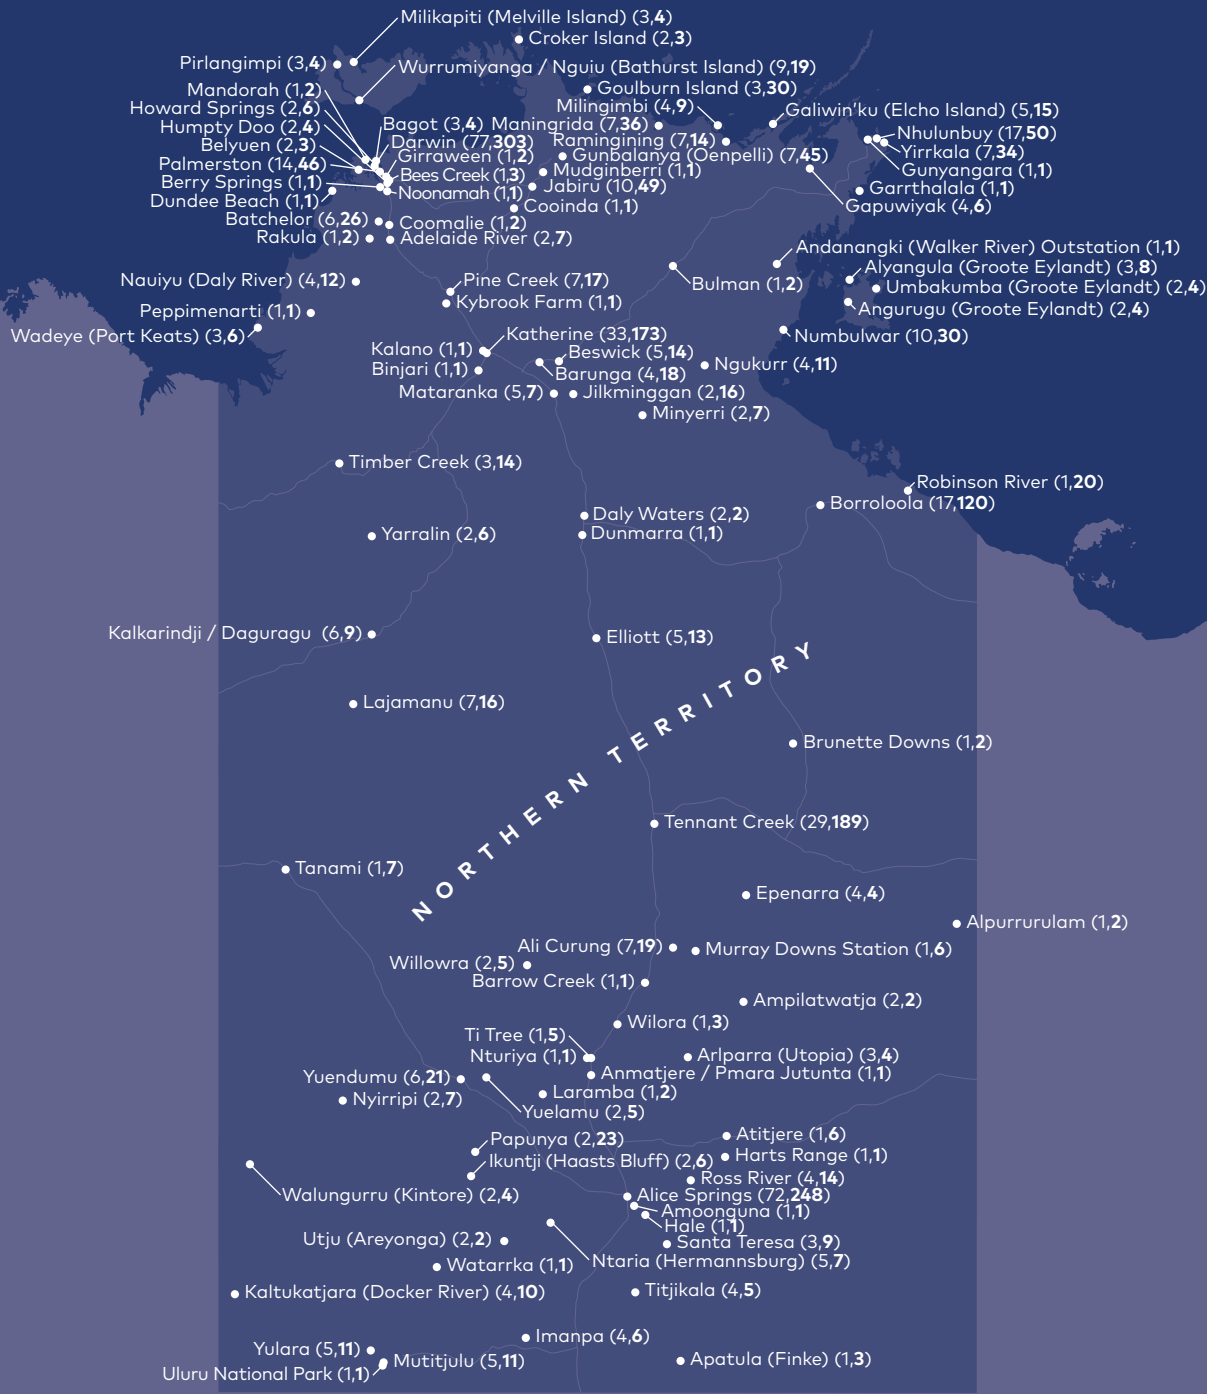 Milikapiti (Melville Island) (3,4)
Croker Island (2,3)
Pirlangimpi (3,4)
Wurrumiyanga / Nguiu (Bathurst Island) (9,19)
Mandorah (1,2)
Goulburn Island (3,30)
Howard Springs (2,6)
Milingimbi (4,9)
Galiwin’ku (Elcho Island) (5,15)
Humpty Doo (2,4)
Bagot (3,4)
Maningrida (7,36)
Nhulunbuy (17,50)
Belyuen (2,3)
Darwin (77,303)
Ramingining (7,14)
Yirrkala (7,34)
Palmerston (14,46)
Girraween (1,2)
Gunbalanya (Oenpelli) (7,45)
Gunyangara (1,1)
Berry Springs (1,1)
Bees Creek (1,3)
Mudginberri (1,1)
Garrthalala (1,1)
Dundee Beach (1,1)
Noonamah (1,1)
Jabiru (10,49)
Gapuwiyak (4,6)
Batchelor (6,26)
Coomalie (1,2)
Cooinda (1,1)
Rakula (1,2)
Adelaide River (2,7)
Andanangki (Walker River) Outstation (1,1)
Alyangula (Groote Eylandt) (3,8)
Nauiyu (Daly River) (4,12)
Pine Creek (7,17)
Bulman (1,2)
Umbakumba (Groote Eylandt) (2,4)
Peppimenarti (1,1)
Kybrook Farm (1,1)
Angurugu (Groote Eylandt) (2,4)
Wadeye (Port Keats) (3,6)
Katherine (33,173)
Numbulwar (10,30)
Kalano (1,1)
Beswick (5,14)
Binjari (1,1)
Barunga (4,18)
Ngukurr (4,11)
Mataranka (5,7)
Jilkminggan (2,16)
Minyerri (2,7)
Timber Creek (3,14)
Robinson River (1,20)
Borroloola (17,120)
Daly Waters (2,2)
Yarralin (2,6)
Dunmarra (1,1)
Kalkarindji / Daguragu (6,9)
Elliott (5,13)
Lajamanu (7,16)
NORTHERN TERRITORY
Brunette Downs (1,2)
Tennant Creek (29,189)
Tanami (1,7)
Epenarra (4,4)
Alpurrurulam (1,2)
Ali Curung (7,19)
Murray Downs Station (1,6)
Willowra (2,5)
Barrow Creek (1,1)
Ampilatwatja (2,2)
Wilora (1,3)
Ti Tree (1,5)
Nturiya (1,1)
Arlparra (Utopia) (3,4)
Yuendumu (6,21)
Anmatjere / Pmara Jutunta (1,1)
Nyirripi (2,7)
Laramba (1,2)
Yuelamu (2,5)
Papunya (2,23)
Atitjere (1,6)
Ikuntji (Haasts Bluff) (2,6)
Harts Range (1,1)
Ross River (4,14)
Walungurru (Kintore) (2,4)
Alice Springs (72,248)
Amoonguna (1,1)
Hale (1,1)
Utju (Areyonga) (2,2)
Santa Teresa (3,9)
Watarrka (1,1)
Ntaria (Hermannsburg) (5,7)
Kaltukatjara (Docker River) (4,10)
Titjikala (4,5)
Imanpa (4,6)
Yulara (5,11)
Mutitjulu (5,11)
Apatula (Finke) (1,3)
Uluru National Park (1,1)